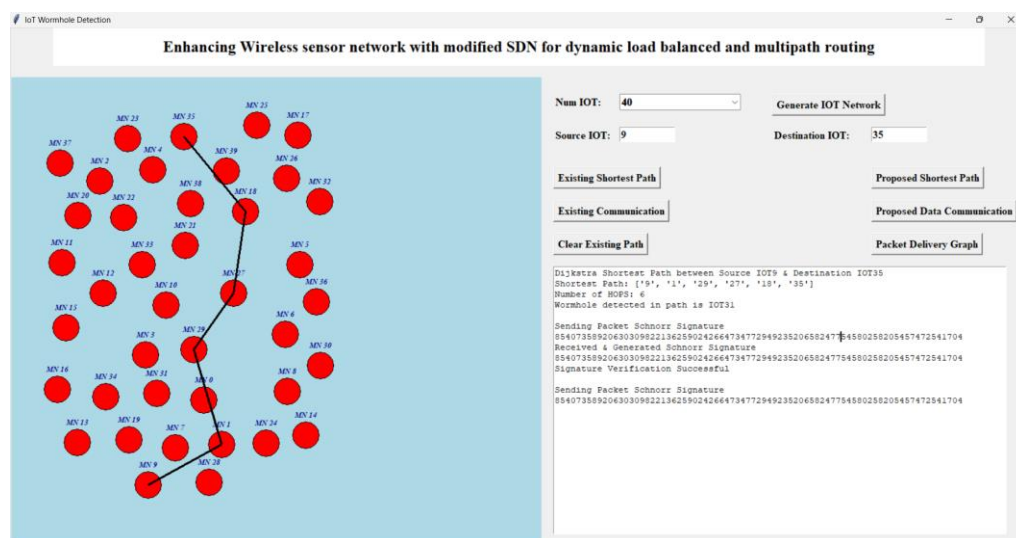 IoT Wormhole Detection
Enhancing Wireless sensor network with modified SDN for dynamic load balanced and multipath routing
Num IOT: 40 Generate IOT Network
Source IOT: 9 Destination IOT: 35
Existing Shortest Path Proposed Shortest Path
Existing Communication Proposed Data Communication
Clear Existing Path Packet Delivery Graph
Dijkstra Shortest Path between Source IOT9 & Destination IOT35
Shortest Path: ['9', '1', '29', '27', '18', '35']
Number of HOPS: 6
Wormhole detected in path is IOT31
Sending Packet Schnorr Signature
Received & Generated Schnorr Signature
Signature Verification Successful
Sending Packet Schnorr Signature
MN 25
MN 23
MN 35
MN 17
MN 37
MN 2
MN 4
MN 39
MN 26
MN 38
MN 18
MN 32
MN 20
MN 22
MN 21
MN 11
MN 33
MN 5
MN 12
MN 10
MN 27
MN 36
MN 15
MN 3
MN 29
MN 6
MN 30
MN 16
MN 34
MN 31
MN 0
MN 8
MN 13
MN 19
MN 7
MN 1
MN 24
MN 14
MN 9
MN 28